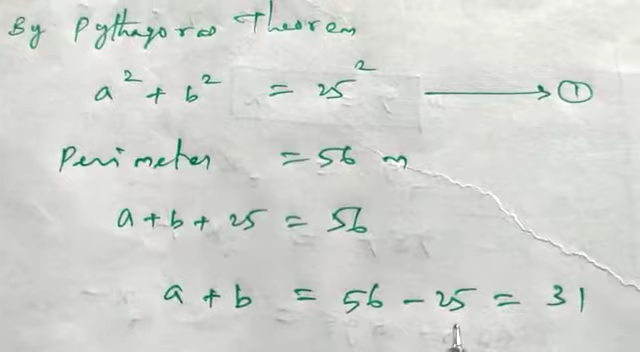 By Pythagoras Theorem
a² + b² = 25² ①
Perimeter = 56 m
a + b + 25 = 56
a + b = 56 - 25 = 31